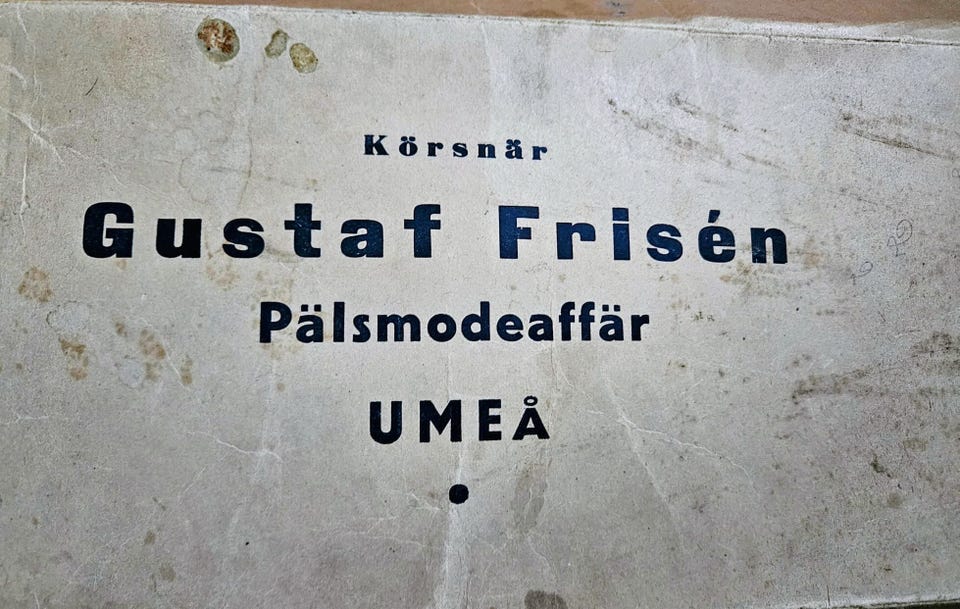 Körsnär
Gustaf Frisén
Pälsmodeaffär
UMEÅ